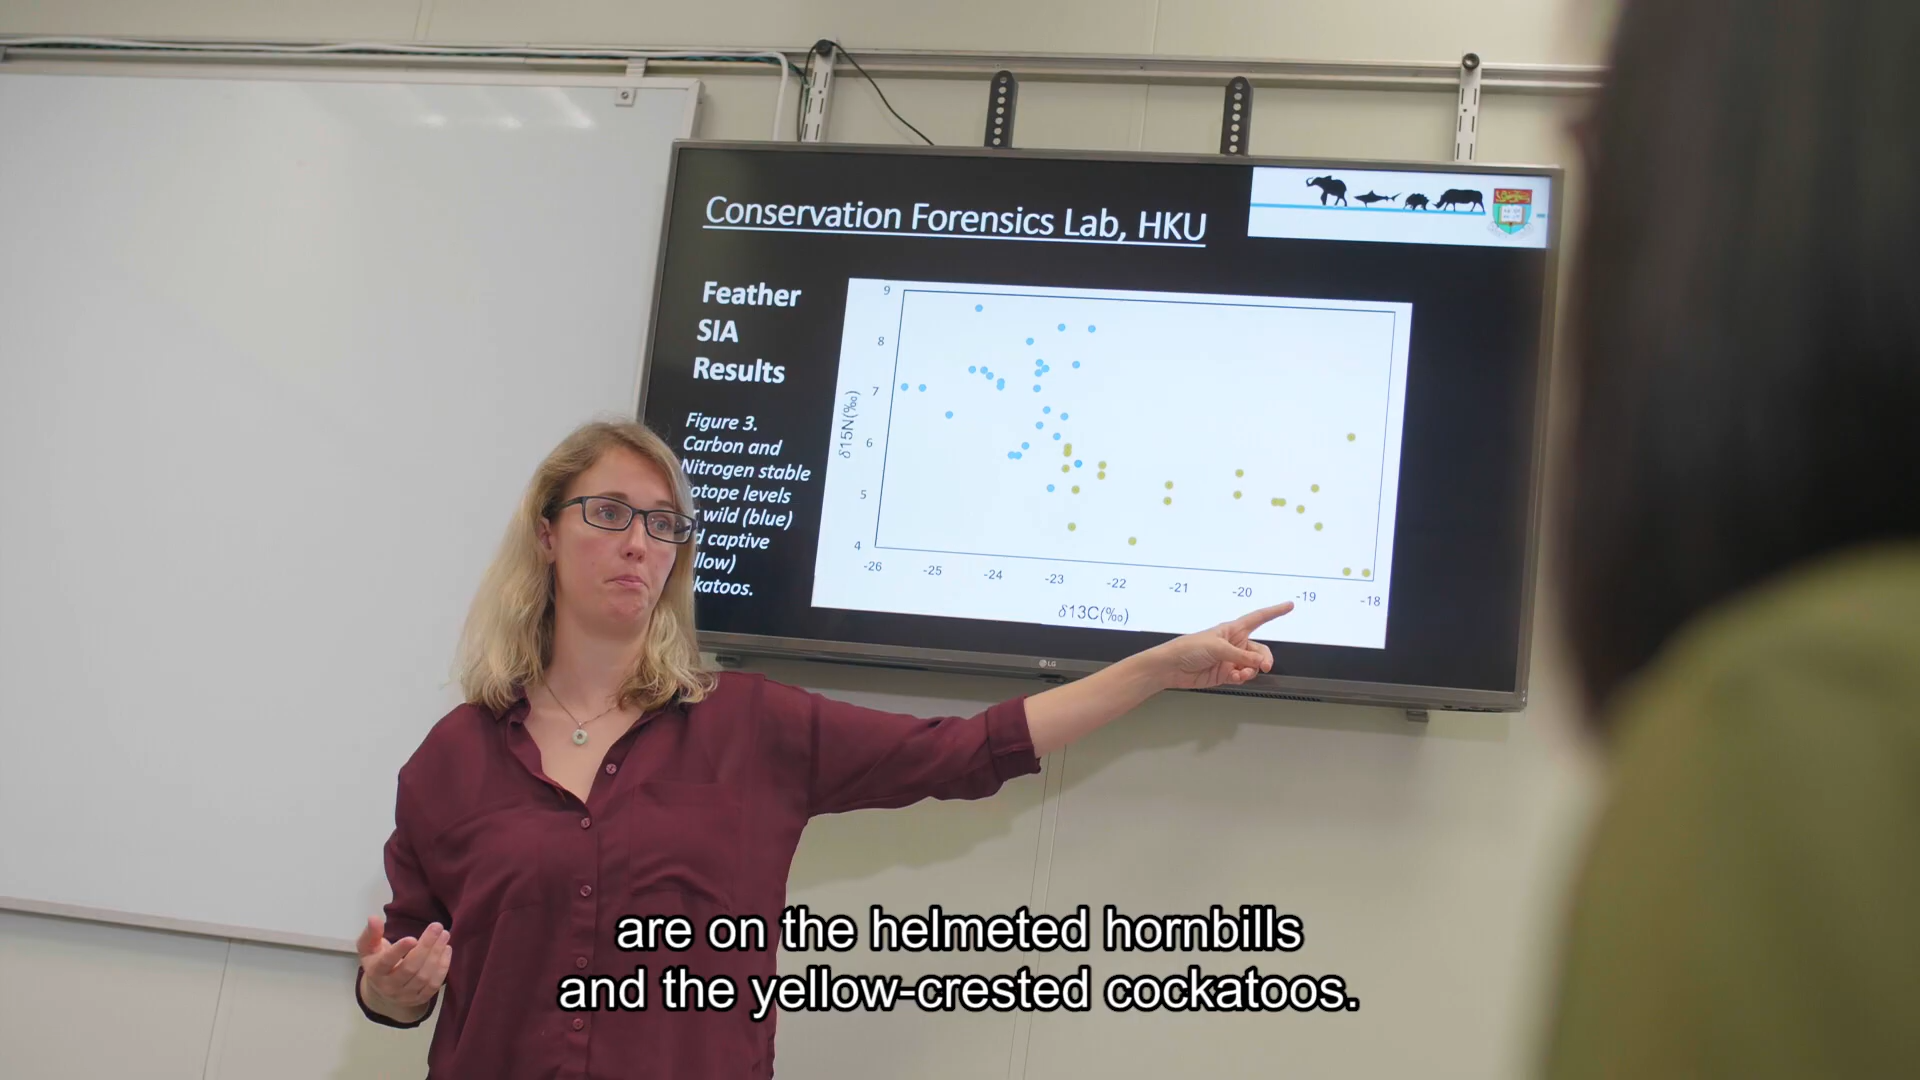 Conservation Forensics Lab, HKU
Feather
SIA
Results
Figure 3.
Carbon and
Nitrogen stable
levels
wild (blue)
captive
katoos.
9
8
7
6
5
4
δ15N(‰)
-26 -25 -24 -23 -22 -21 -20 -19 -18
δ13C(‰)
LG
are on the helmeted hornbills
and the yellow-crested cockatoos.